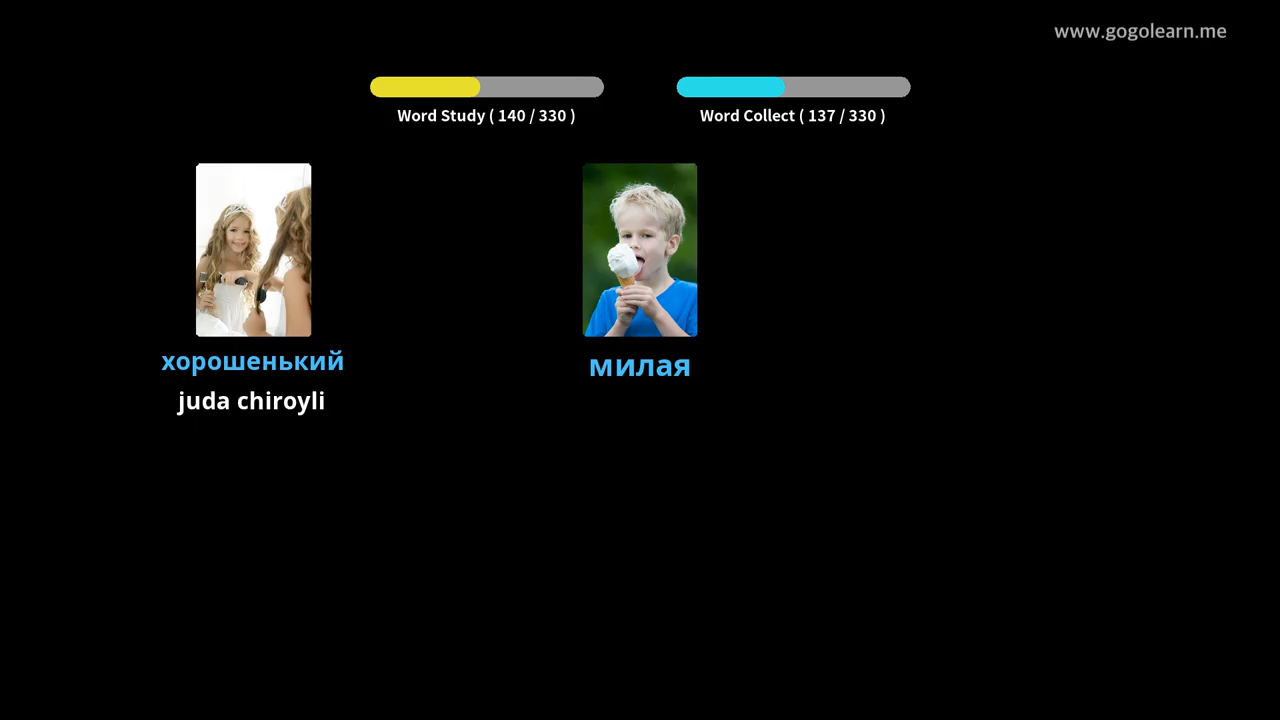 www.gogolearn.me
Word Study ( 140 / 330 )
Word Collect ( 137 / 330 )
хорошенький
juda chiroyli
милая